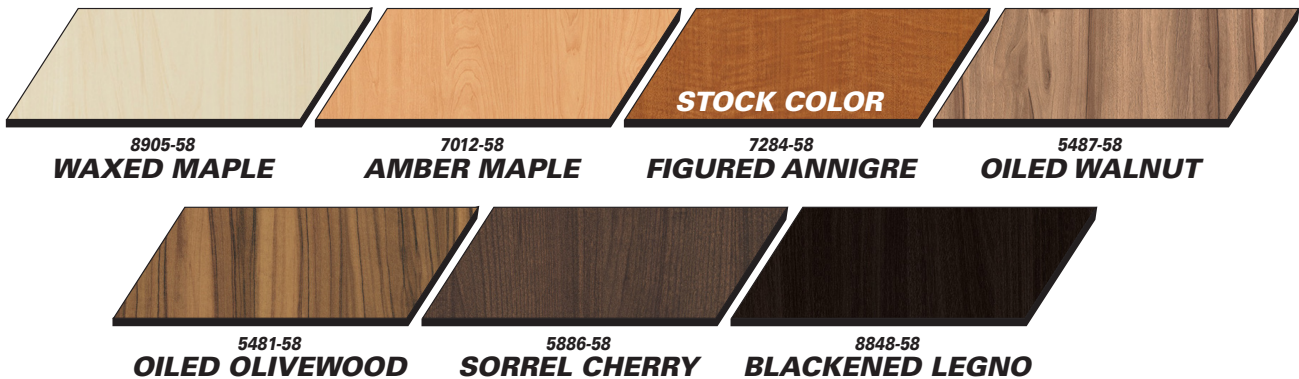 STOCK COLOR
8905-58
WAXED MAPLE
7012-58
AMBER MAPLE
7284-58
FIGURED ANNIGRE
5487-58
OILED WALNUT
5481-58
OILED OLIVEWOOD
5886-58
SORREL CHERRY
8848-58
BLACKENED LEGNO